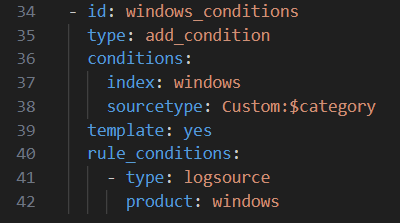 34 - id: windows_conditions
35 type: add_condition
36 conditions:
37 index: windows
38 sourcetype: Custom:$category
39 template: yes
40 rule_conditions:
41 - type: logsource
42 product: windows